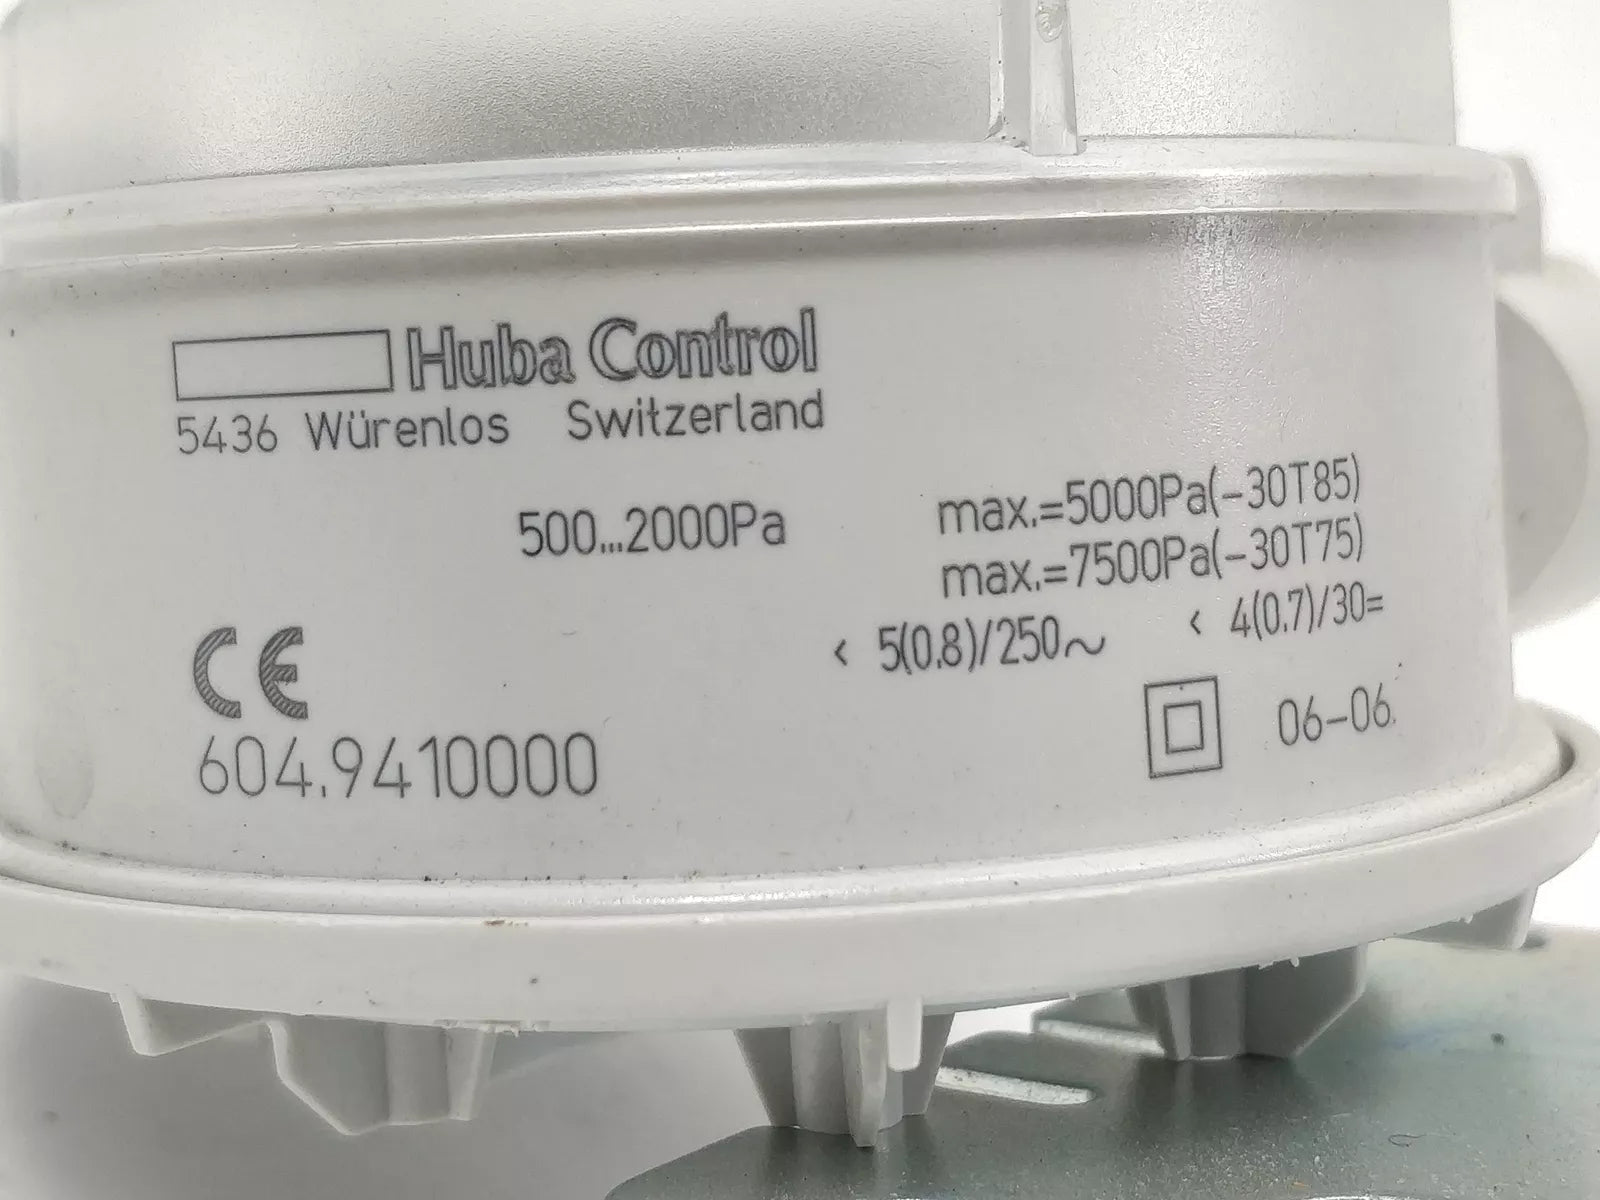 Huba Control
5436 Würenlos Switzerland
500...2000Pa
max.=5000Pa(-30T85)
max.=7500Pa(-30T75)
< 5(0.8)/250~ < 4(0.7)/30=
CE
604.9410000
06-06.